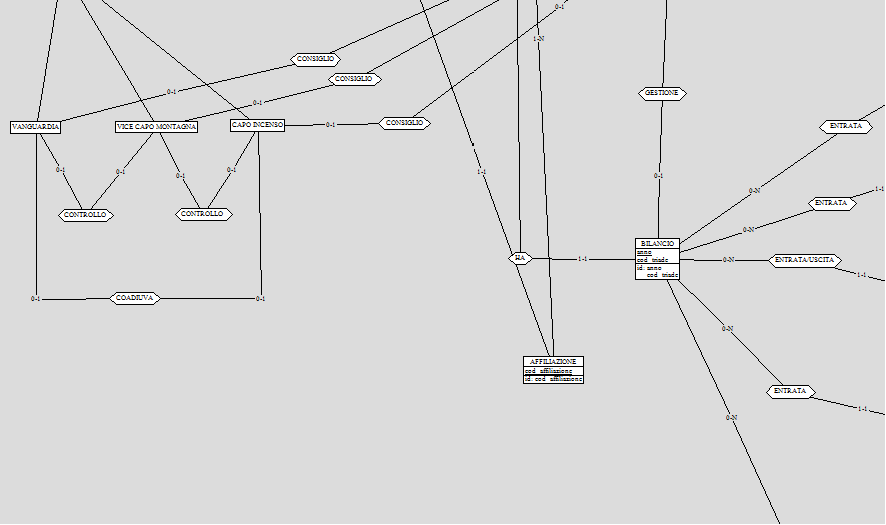 0-1
1-N
CONSIGLIO
CONSIGLIO
0-1
0-1
GESTIONE
VANGUARDIA
VICE CAPO MONTAGNA
CAPO INCENSO
0-1
CONSIGLIO
ENTRATA
0-1
0-1
0-1
0-1
1-1
0-1
0-N
1-1
ENTRATA
CONTROLLO
CONTROLLO
0-N
BILANCIO
anno
cod_triade
id: anno
cod_triade
HA
1-1
0-N
ENTRATA/USCITA
1-1
0-1
COADIUVA
0-1
0-N
AFFILIAZIONE
cod_affiliazione
id: cod_affiliazione
ENTRATA
1-1
0-N